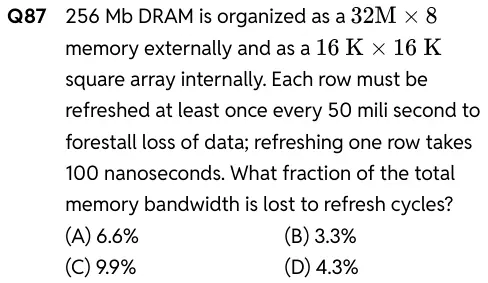 Q87 256 Mb DRAM is organized as a 32M × 8
memory externally and as a 16 K × 16 K
square array internally. Each row must be
refreshed at least once every 50 mili second to
forestall loss of data; refreshing one row takes
100 nanoseconds. What fraction of the total
memory bandwidth is lost to refresh cycles?
(A) 6.6% (B) 3.3%
(C) 9.9% (D) 4.3%